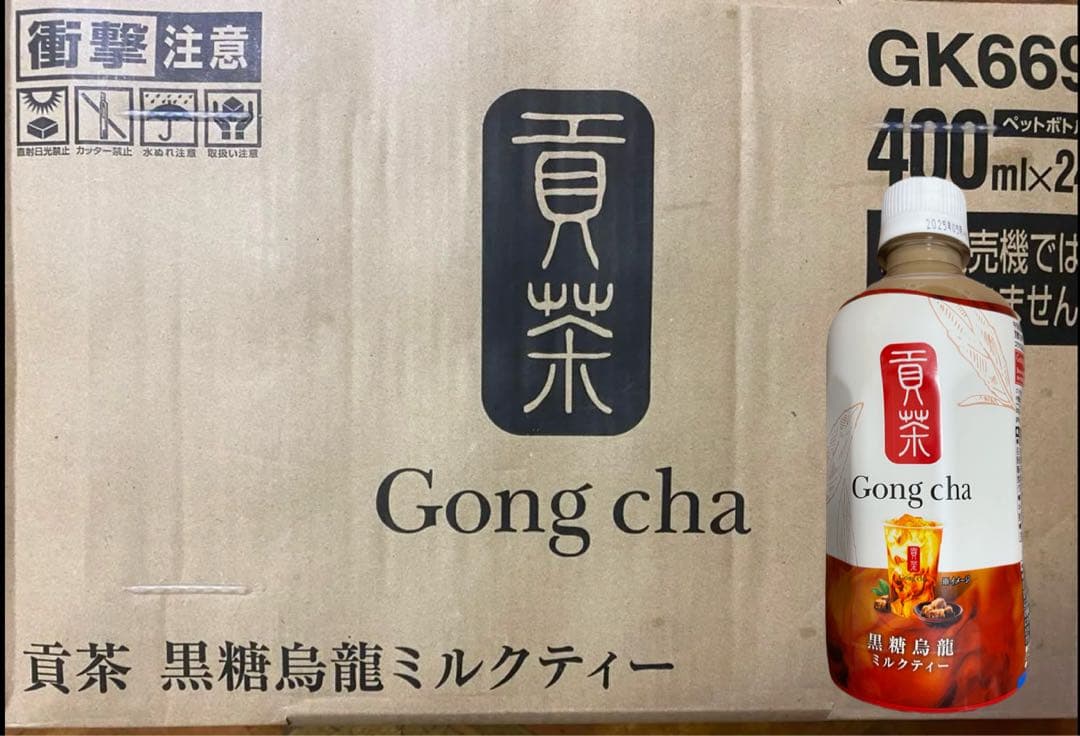 衝撃注意
直射日光禁止 カッター禁止 水ぬれ注意 取扱い注意
貢茶
Gong cha
貢茶 黒糖烏龍ミルクティー
GK669
ペットボトル
400ml×24
売機では
ません
貢茶
Gong cha
貢茶
黒糖烏龍
ミルクティー